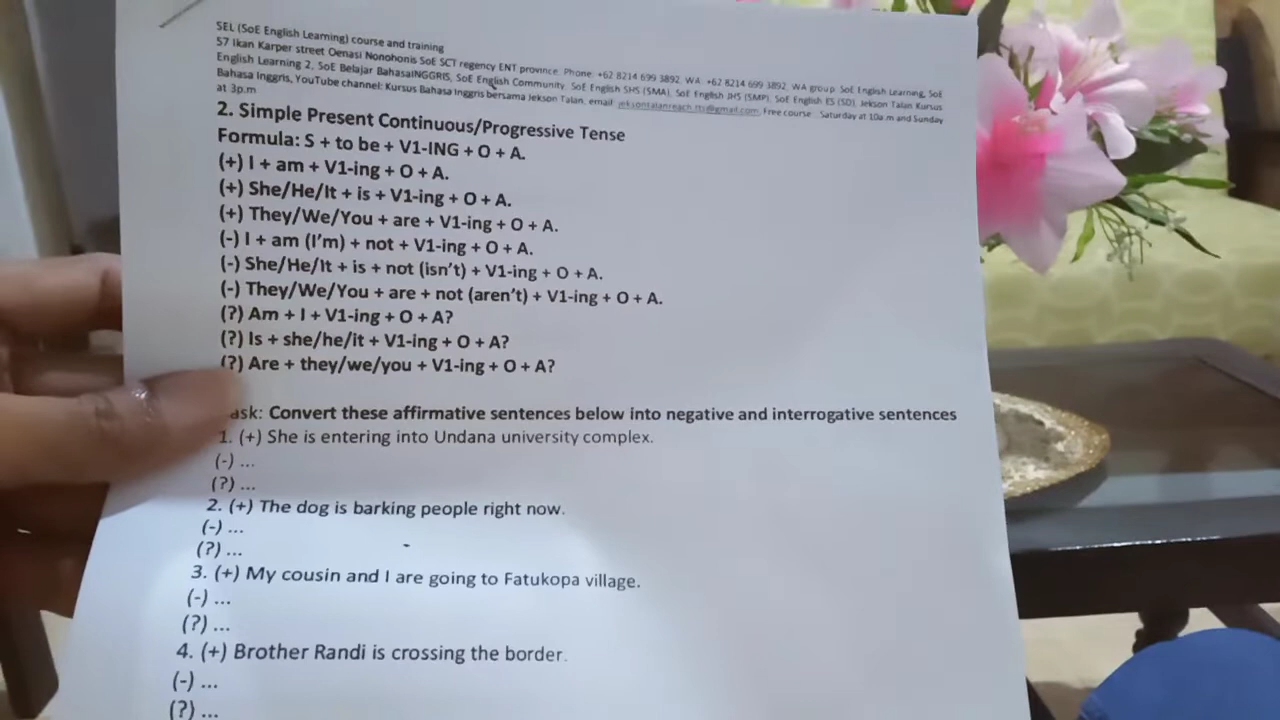 SEL (SoE English Learning) course and training
57 Ikan Karper street Oenasi Nonohonis SoE SCT regency ENT province. Phone: +62 8214 699 3892. WA: +62 8214 699 3892. WA group: SoE English Learning, SoE
English Learning 2, SoE Belajar BahasaINGGRIS, SoE English Community. SoE English SHS (SMA). SoE English JHS (SMP). SoE English ES (SD). Jekson Talan Kursus
Bahasa Inggris, YouTube channel: Kursus Bahasa Inggris bersama Jekson Talan, email: Free course: Saturday at 10a.m and Sunday
at 3p.m
2. Simple Present Continuous/Progressive Tense
Formula: S + to be + V1-ING + O + A.
(+) I + am + V1-ing + O + A.
(+) She/He/It + is + V1-ing + O + A.
(+) They/We/You + are + V1-ing + O + A.
(-) I + am (I'm) + not + V1-ing + O + A.
(-) She/He/It + is + not (isn't) + V1-ing + O + A.
(-) They/We/You + are + not (aren't) + V1-ing + O + A.
(?) Am + I + V1-ing + O + A?
(?) Is + she/he/it + V1-ing + O + A?
(?) Are + they/we/you + V1-ing + O + A?
ask: Convert these affirmative sentences below into negative and interrogative sentences
1. (+) She is entering into Undana university complex.
(-) ...
(?) ...
2. (+) The dog is barking people right now.
(-) ...
(?) ...
3. (+) My cousin and I are going to Fatukopa village.
(-) ...
(?) ...
4. (+) Brother Randi is crossing the border.
(-) ...
(?) ...